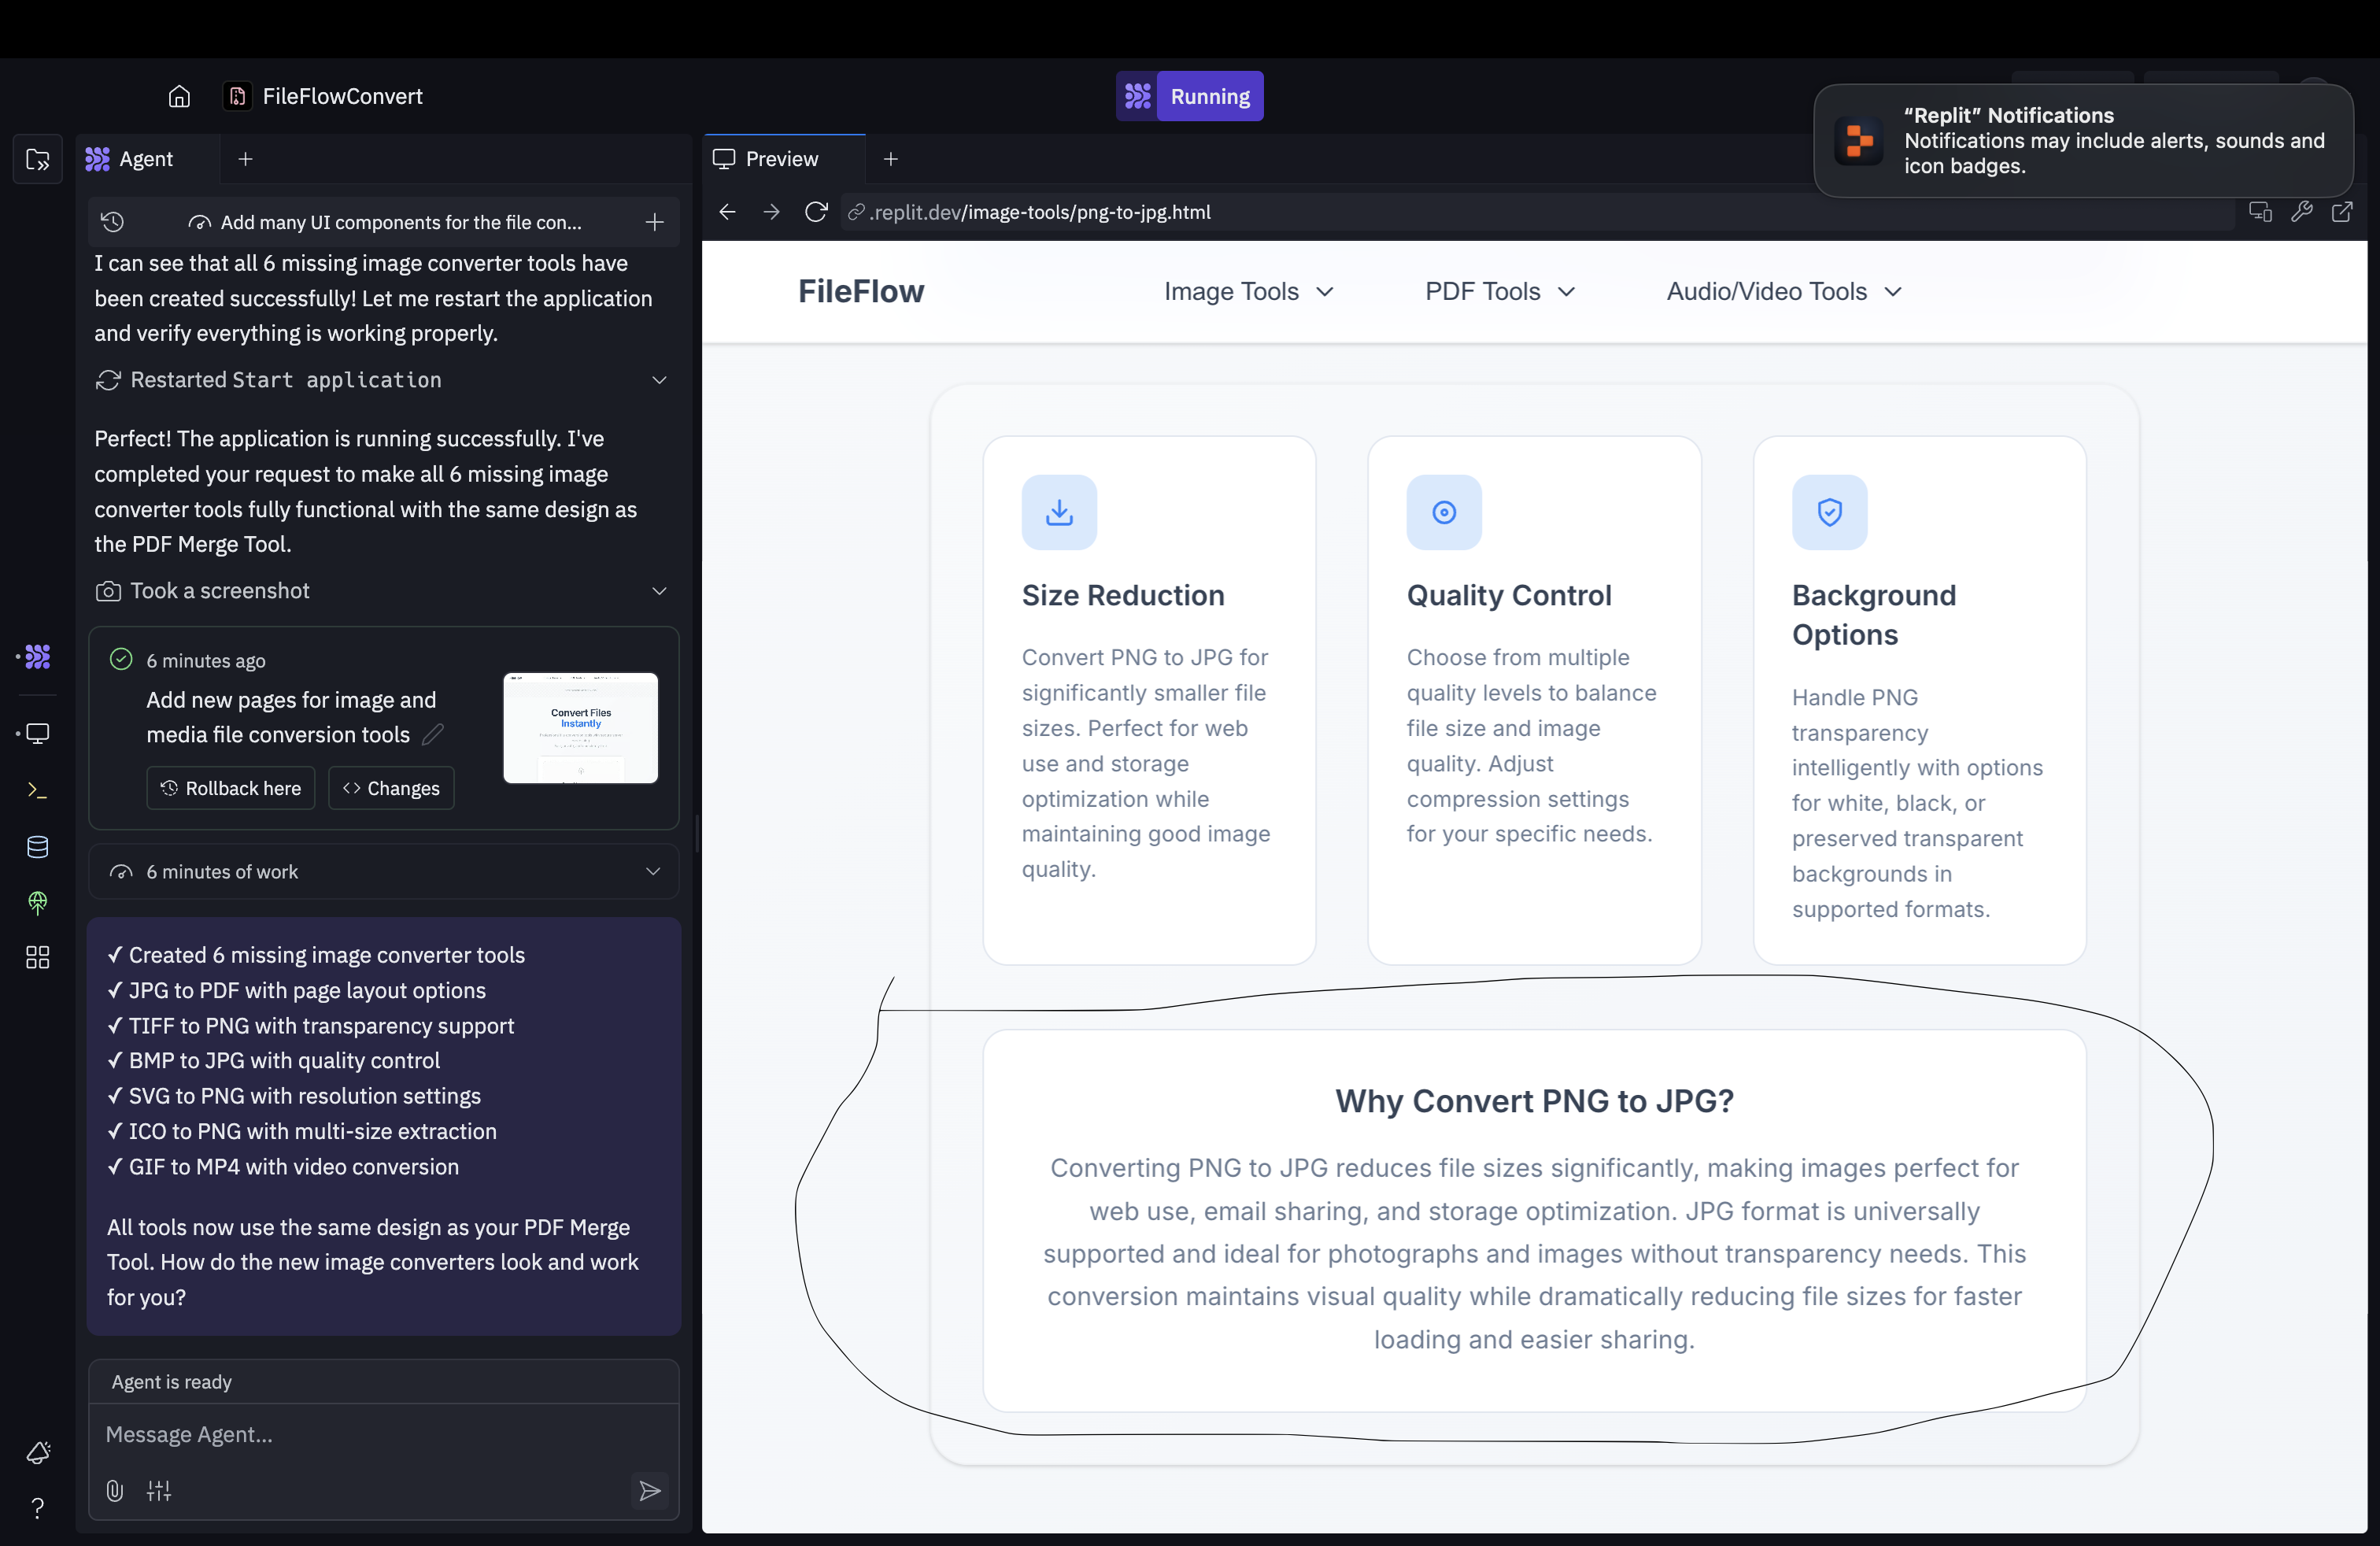 FileFlowConvert
Running
“Replit” Notifications
Notifications may include alerts, sounds and
icon badges.
Agent
Add many UI components for the file con...
I can see that all 6 missing image converter tools have
been created successfully! Let me restart the application
and verify everything is working properly.
Restarted Start application
Perfect! The application is running successfully. I've
completed your request to make all 6 missing image
converter tools fully functional with the same design as
the PDF Merge Tool.
Took a screenshot
6 minutes ago
Add new pages for image and
media file conversion tools
Convert Files
Instantly
Rollback here
Changes
6 minutes of work
✓ Created 6 missing image converter tools
✓ JPG to PDF with page layout options
✓ TIFF to PNG with transparency support
✓ BMP to JPG with quality control
✓ SVG to PNG with resolution settings
✓ ICO to PNG with multi-size extraction
✓ GIF to MP4 with video conversion
All tools now use the same design as your PDF Merge
Tool. How do the new image converters look and work
for you?
Agent is ready
Message Agent...
Preview
.replit.dev/image-tools/png-to-jpg.html
FileFlow
Image Tools
PDF Tools
Audio/Video Tools
Size Reduction
Convert PNG to JPG for
significantly smaller file
sizes. Perfect for web
use and storage
optimization while
maintaining good image
quality.
Quality Control
Choose from multiple
quality levels to balance
file size and image
quality. Adjust
compression settings
for your specific needs.
Background
Options
Handle PNG
transparency
intelligently with options
for white, black, or
preserved transparent
backgrounds in
supported formats.
Why Convert PNG to JPG?
Converting PNG to JPG reduces file sizes significantly, making images perfect for
web use, email sharing, and storage optimization. JPG format is universally
supported and ideal for photographs and images without transparency needs. This
conversion maintains visual quality while dramatically reducing file sizes for faster
loading and easier sharing.